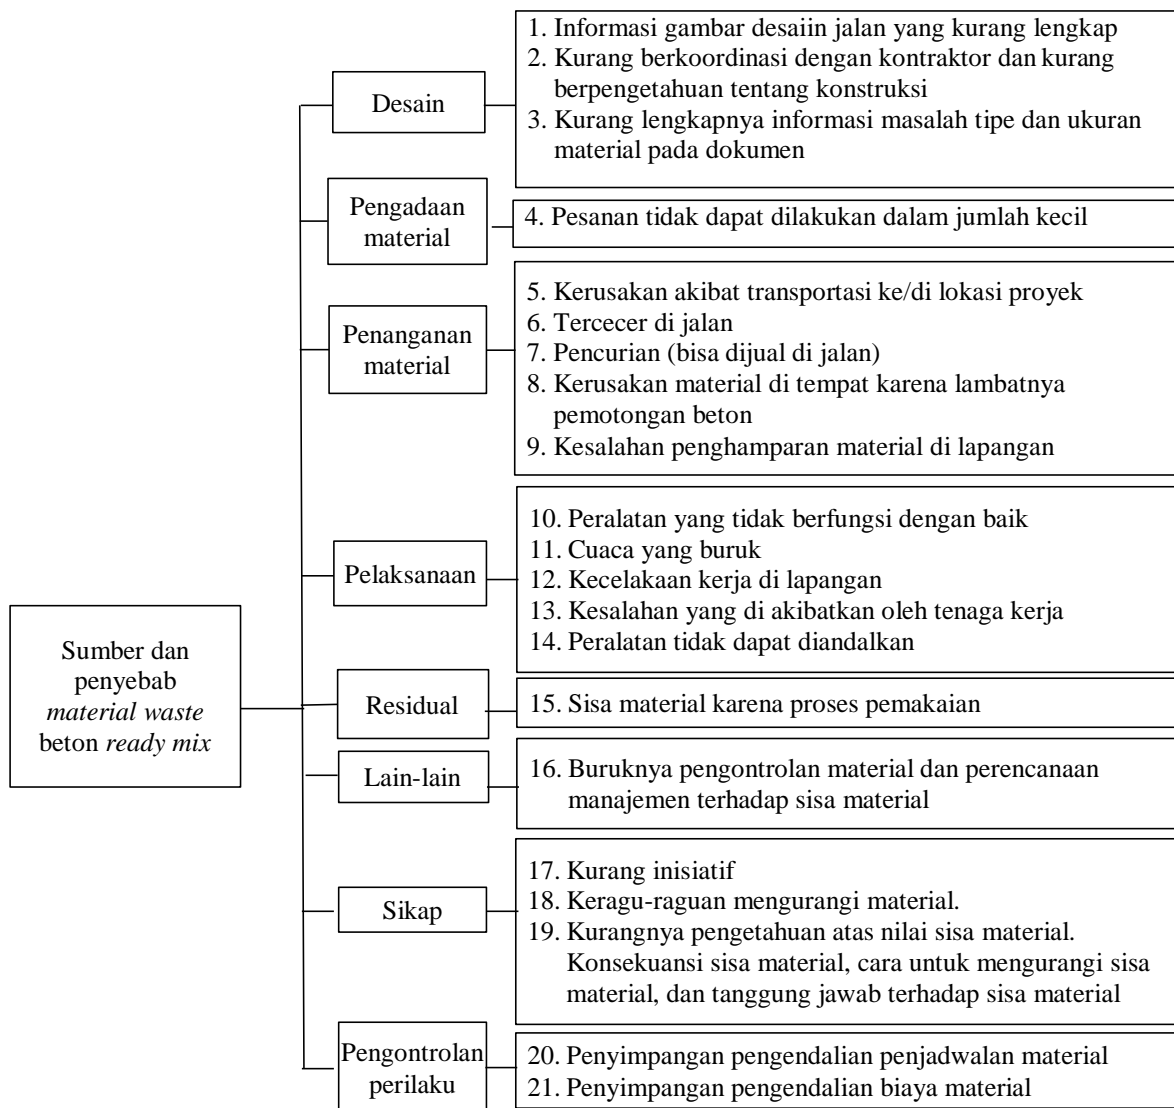 1. Informasi gambar desaiin jalan yang kurang lengkap
2. Kurang berkoordinasi dengan kontraktor dan kurang
berpengetahuan tentang konstruksi
3. Kurang lengkapnya informasi masalah tipe dan ukuran
material pada dokumen
Desain
Pengadaan
material
4. Pesanan tidak dapat dilakukan dalam jumlah kecil
Penanganan
material
5. Kerusakan akibat transportasi ke/di lokasi proyek
6. Tercecer di jalan
7. Pencurian (bisa dijual di jalan)
8. Kerusakan material di tempat karena lambatnya
pemotongan beton
9. Kesalahan penghamparan material di lapangan
Pelaksanaan
10. Peralatan yang tidak berfungsi dengan baik
11. Cuaca yang buruk
12. Kecelakaan kerja di lapangan
13. Kesalahan yang di akibatkan oleh tenaga kerja
14. Peralatan tidak dapat diandalkan
Sumber dan
penyebab
material waste
beton ready mix
Residual
15. Sisa material karena proses pemakaian
Lain-lain
16. Buruknya pengontrolan material dan perencanaan
manajemen terhadap sisa material
Sikap
17. Kurang inisiatif
18. Keragu-raguan mengurangi material.
19. Kurangnya pengetahuan atas nilai sisa material.
Konsekuansi sisa material, cara untuk mengurangi sisa
material, dan tanggung jawab terhadap sisa material
Pengontrolan
perilaku
20. Penyimpangan pengendalian penjadwalan material
21. Penyimpangan pengendalian biaya material